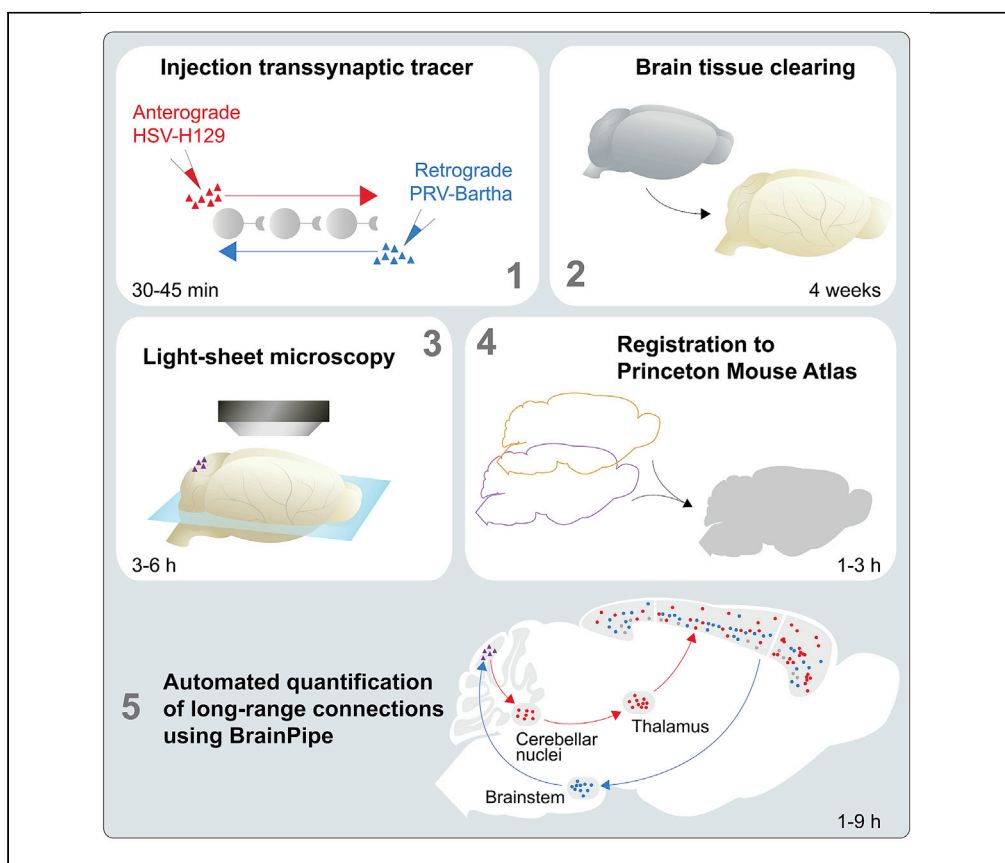 Injection transsynaptic tracer
Anterograde
HSV-H129
Retrograde
PRV-Bartha
30-45 min
1
Brain tissue clearing
2
4 weeks
Light-sheet microscopy
3
3-6 h
4
Registration to
Princeton Mouse Atlas
1-3 h
5
Automated quantification
of long-range connections
using BrainPipe
Cerebellar
nuclei
Thalamus
Brainstem
1-9 h